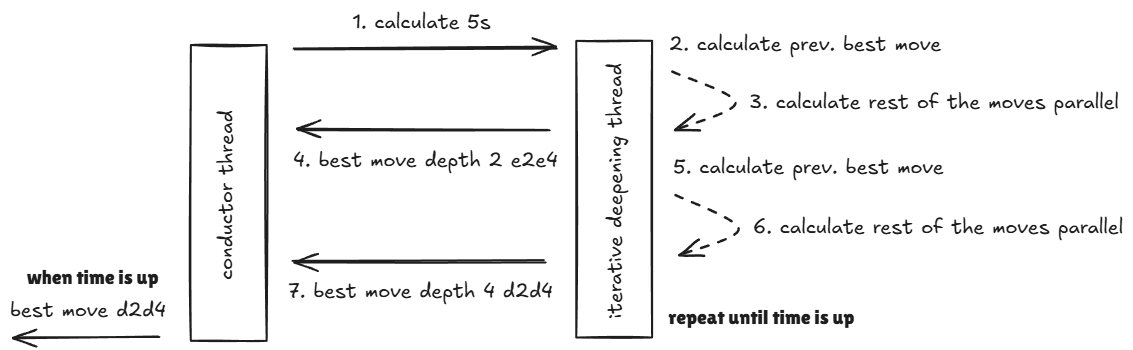 1. calculate 5s
2. calculate prev. best move
3. calculate rest of the moves parallel
conductor thread
iterative deepening thread
4. best move depth 2 e2e4
5. calculate prev. best move
6. calculate rest of the moves parallel
when time is up
7. best move depth 4 d2d4
best move d2d4
repeat until time is up